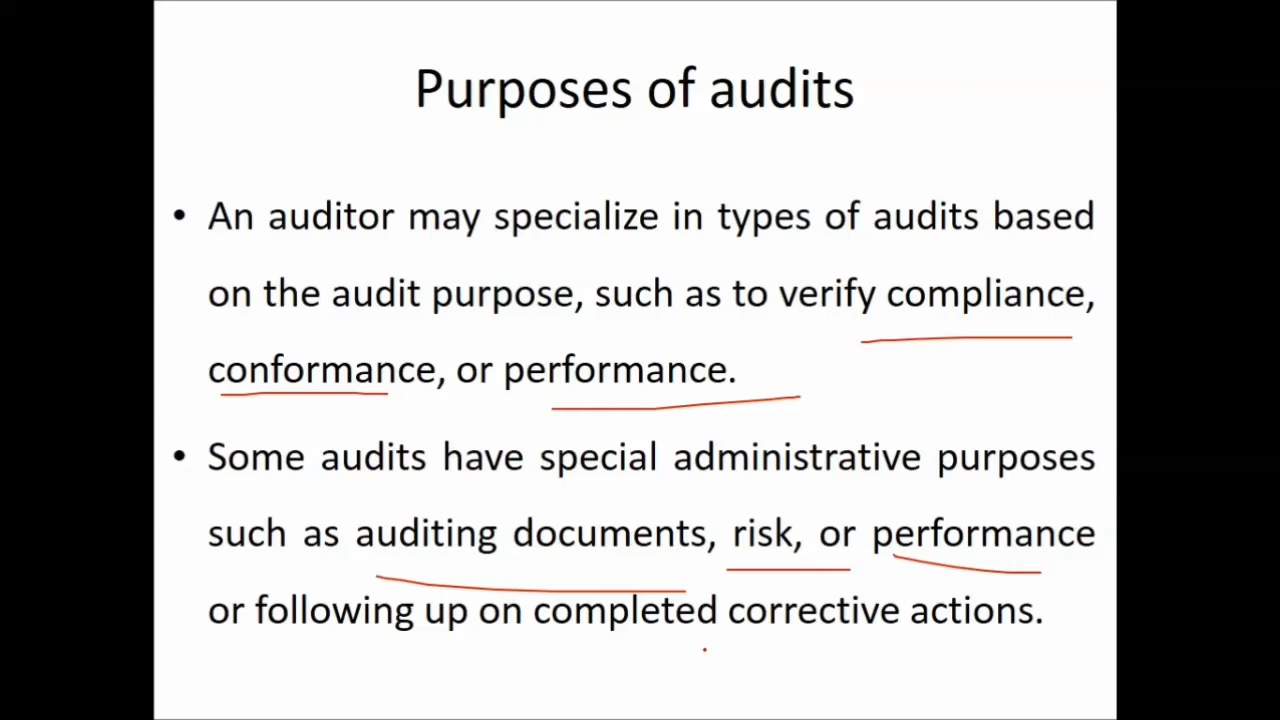 Purposes of audits
• An auditor may specialize in types of audits based
on the audit purpose, such as to verify compliance,
conformance, or performance.
• Some audits have special administrative purposes
such as auditing documents, risk, or performance
or following up on completed corrective actions.